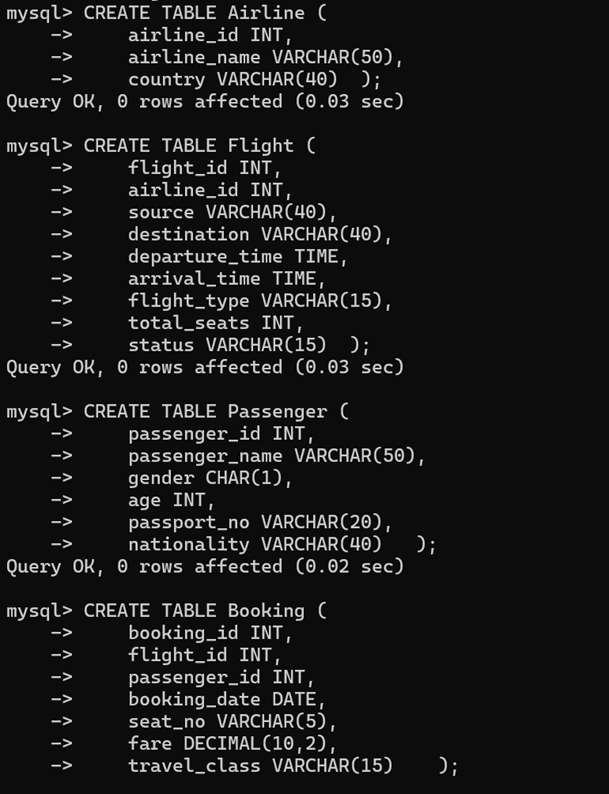 mysql> CREATE TABLE Airline (
    ->     airline_id INT,
    ->     airline_name VARCHAR(50),
    ->     country VARCHAR(40)  );
Query OK, 0 rows affected (0.03 sec)

mysql> CREATE TABLE Flight (
    ->     flight_id INT,
    ->     airline_id INT,
    ->     source VARCHAR(40),
    ->     destination VARCHAR(40),
    ->     departure_time TIME,
    ->     arrival_time TIME,
    ->     flight_type VARCHAR(15),
    ->     total_seats INT,
    ->     status VARCHAR(15)  );
Query OK, 0 rows affected (0.03 sec)

mysql> CREATE TABLE Passenger (
    ->     passenger_id INT,
    ->     passenger_name VARCHAR(50),
    ->     gender CHAR(1),
    ->     age INT,
    ->     passport_no VARCHAR(20),
    ->     nationality VARCHAR(40)   );
Query OK, 0 rows affected (0.02 sec)

mysql> CREATE TABLE Booking (
    ->     booking_id INT,
    ->     flight_id INT,
    ->     passenger_id INT,
    ->     booking_date DATE,
    ->     seat_no VARCHAR(5),
    ->     fare DECIMAL(10,2),
    ->     travel_class VARCHAR(15)    );